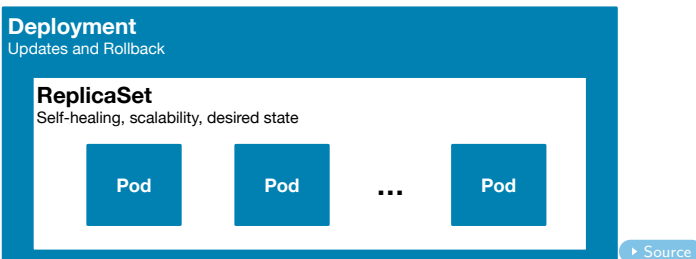 Deployment
Updates and Rollback
ReplicaSet
Self-healing, scalability, desired state
Pod Pod ... Pod
Source